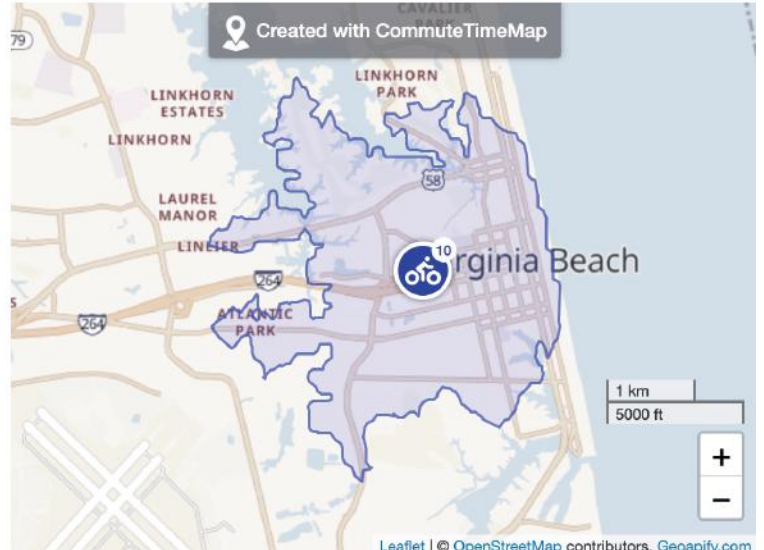 CAVALIER
PARK
79
Created with CommuteTimeMap
LINKHORN
PARK
LINKHORN
ESTATES
LINKHORN
58
LAUREL
MANOR
LINLIER
10
rginia Beach
264
S
264
ATLANTIC
PARK
1 km
5000 ft
+
−
Leaflet | © OpenStreetMap contributors, Geoapify.com